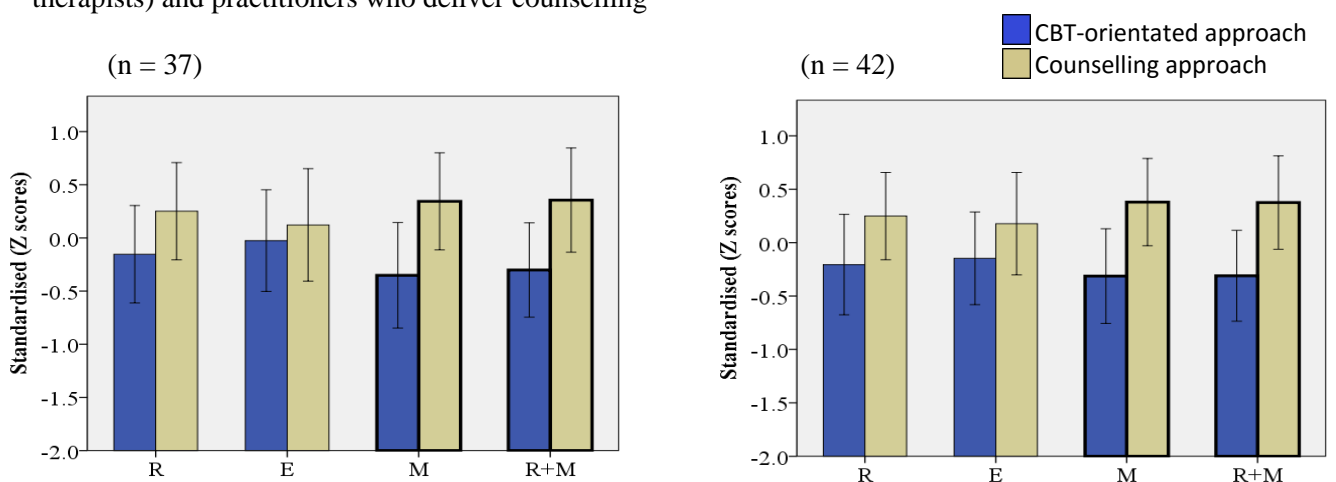 therapists) and practitioners who deliver counselling
CBT-orientated approach
Counselling approach
(n = 37)
(n = 42)
Standardised (Z scores)
1.0
0.5
0.0
-0.5
-1.0
-1.5
-2.0
R E M R+M
Standardised (Z scores)
1.0
0.5
0.0
-0.5
-1.0
-1.5
-2.0
R E M R+M